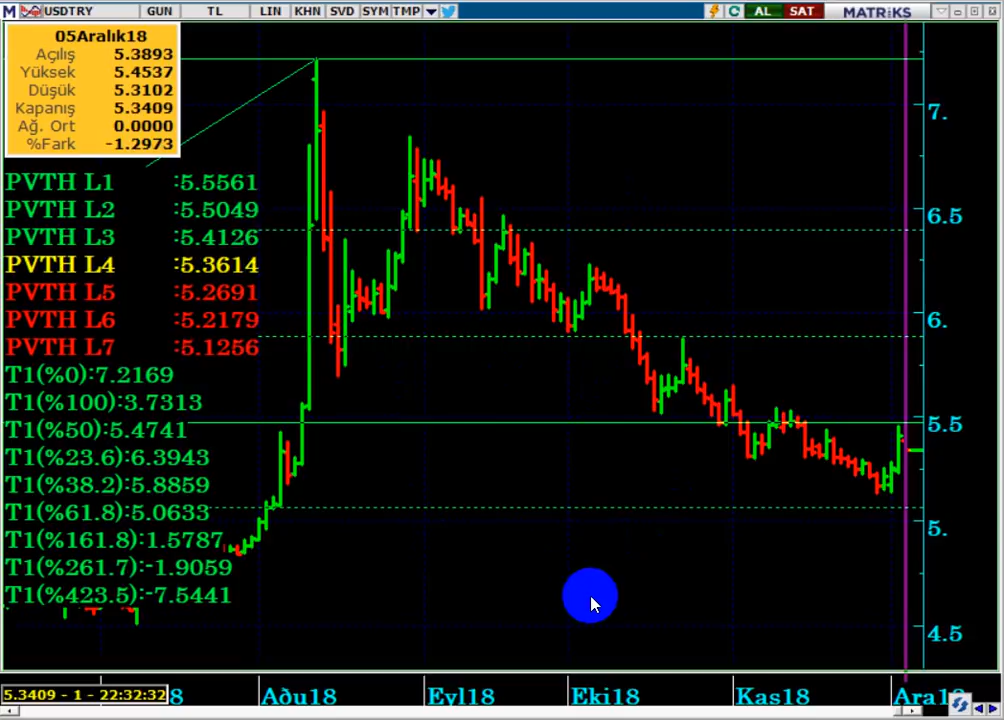 M USDTRY GUN TL LIN KHN SVD SYM TMP C AL SAT MATRiKS
05Aralık18
Açılış 5.3893
Yüksek 5.4537
Düşük 5.3102
Kapanış 5.3409
Ağ. Ort 0.0000
%Fark -1.2973
PVTH L1 :5.5561
PVTH L2 :5.5049
PVTH L3 :5.4126
PVTH L4 :5.3614
PVTH L5 :5.2691
PVTH L6 :5.2179
PVTH L7 :5.1256
T1(%0):7.2169
T1(%100):3.7313
T1(%50):5.4741
T1(%23.6):6.3943
T1(%38.2):5.8859
T1(%61.8):5.0633
T1(%161.8):1.5787
T1(%261.7):-1.9059
T1(%423.5):-7.5441
7.
6.5
6.
5.5
5.
4.5
5.3409 - 1 - 22:32:32 8 Aðu18 Eyl18 Eki18 Kas18 Ara1